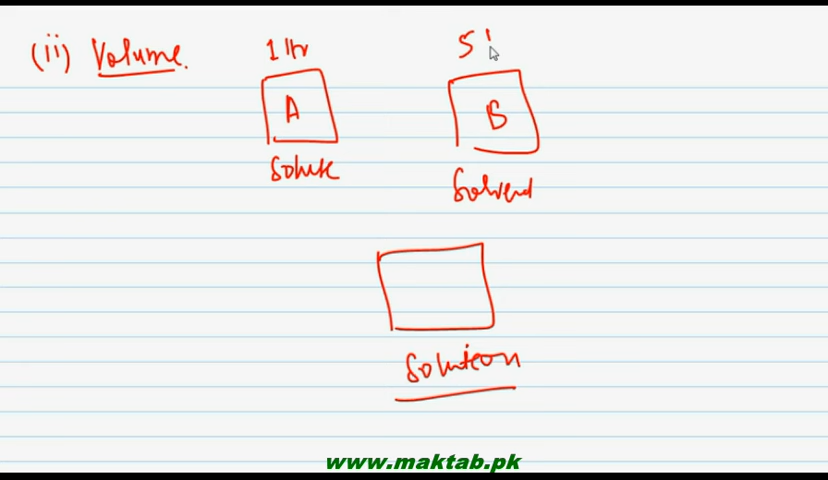 (ii) Volume.
1 ltr
5 l
A
B
Solute
Solvent
Solution
www.maktab.pk